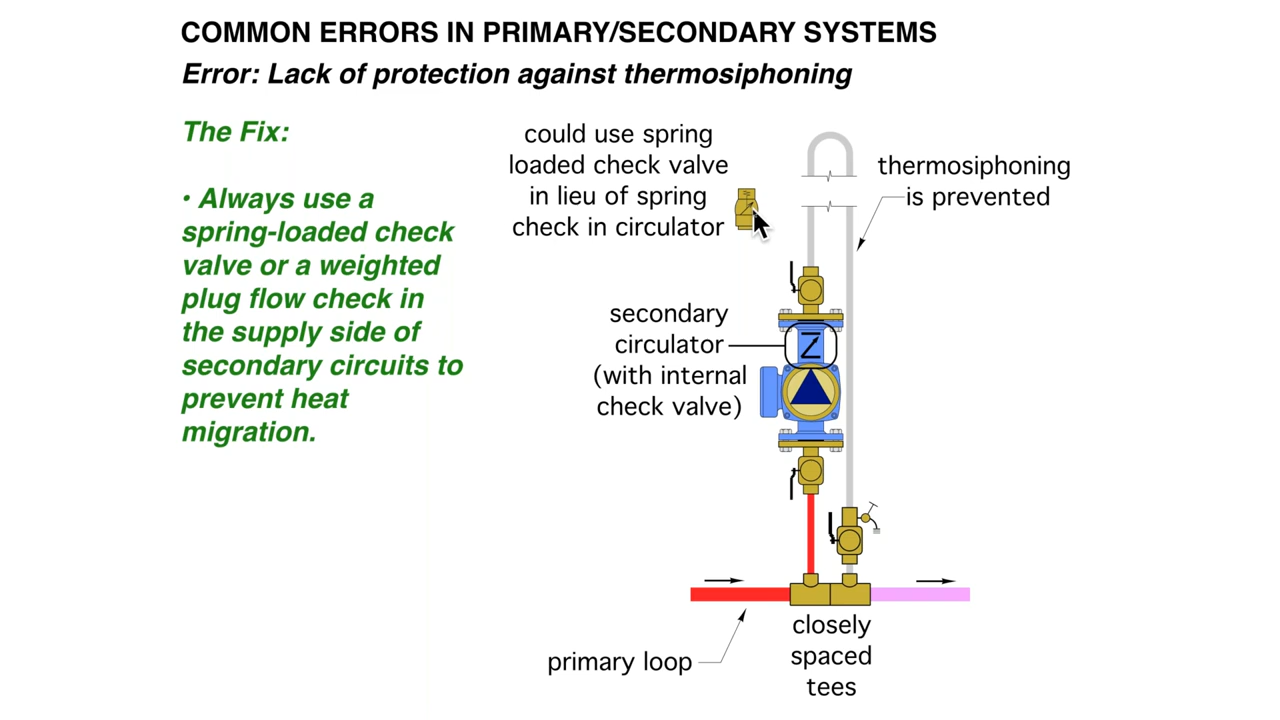 COMMON ERRORS IN PRIMARY/SECONDARY SYSTEMS
Error: Lack of protection against thermosiphoning
The Fix:
• Always use a
spring-loaded check
valve or a weighted
plug flow check in
the supply side of
secondary circuits to
prevent heat
migration.
could use spring
loaded check valve
in lieu of spring
check in circulator
thermosiphoning
is prevented
secondary
circulator
(with internal
check valve)
primary loop
closely
spaced
tees